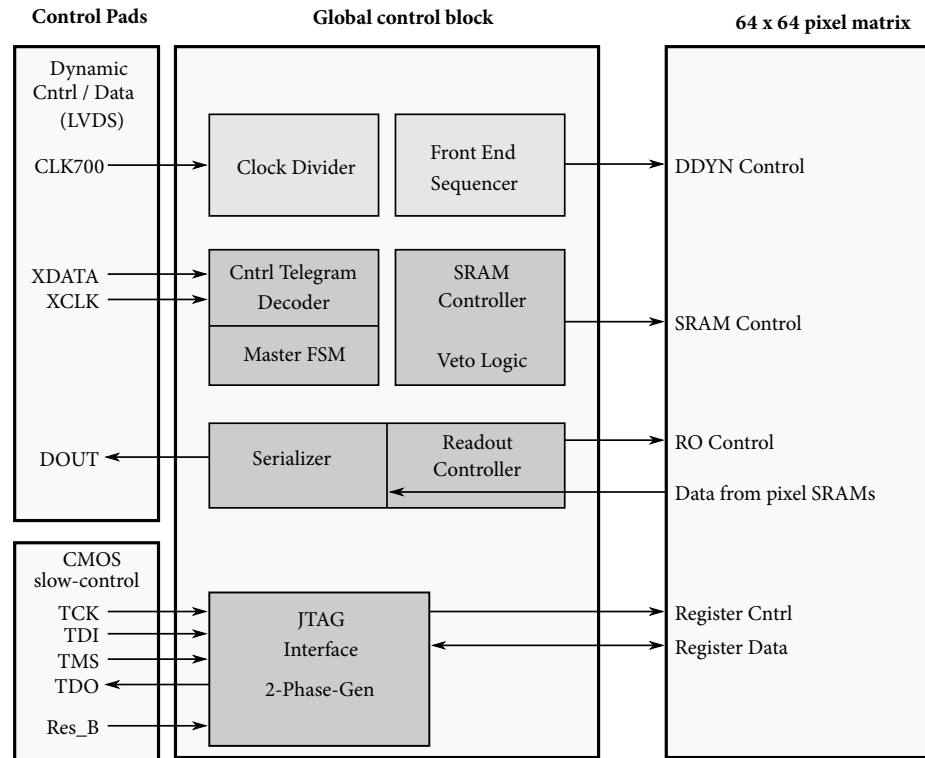 Control Pads
Global control block
64 x 64 pixel matrix
Dynamic
Cntrl / Data
(LVDS)
CLK700
XDATA
XCLK
DOUT
CMOS
slow-control
TCK
TDI
TMS
TDO
Res_B
Clock Divider
Front End
Sequencer
Cntrl Telegram
Decoder
Master FSM
SRAM
Controller
Veto Logic
Serializer
Readout
Controller
JTAG
Interface
2-Phase-Gen
DDYN Control
SRAM Control
RO Control
Data from pixel SRAMs
Register Cntrl
Register Data